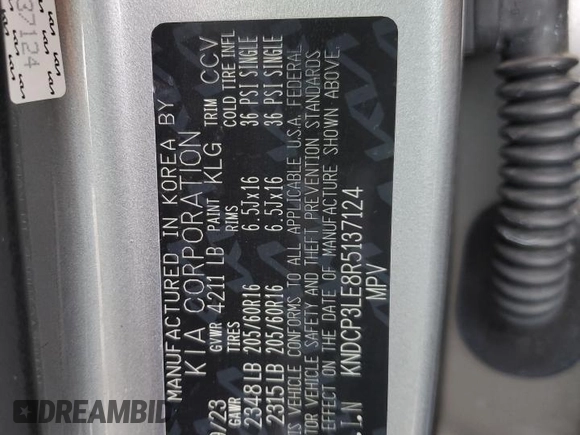 MANUFACTURED IN KOREA BY
KIA CORPORATION
/23 GVWR 4211 LB PAINT KLG TRIM CCV
GAWR TIRES RIMS COLD TIRE INFL
2348 LB 205/60R16 6.5Jx16 36 PSI SINGLE
2315 LB 205/60R16 6.5Jx16 36 PSI SINGLE
IS VEHICLE CONFORMS TO ALL APPLICABLE U.S.A. FEDERAL
TOR VEHICLE SAFETY AND THEFT PREVENTION STANDARDS
EFFECT ON THE DATE OF MANUFACTURE SHOWN ABOVE.
I.N KNDCP3LE8R5137124
MPV
37124
DREAMBID